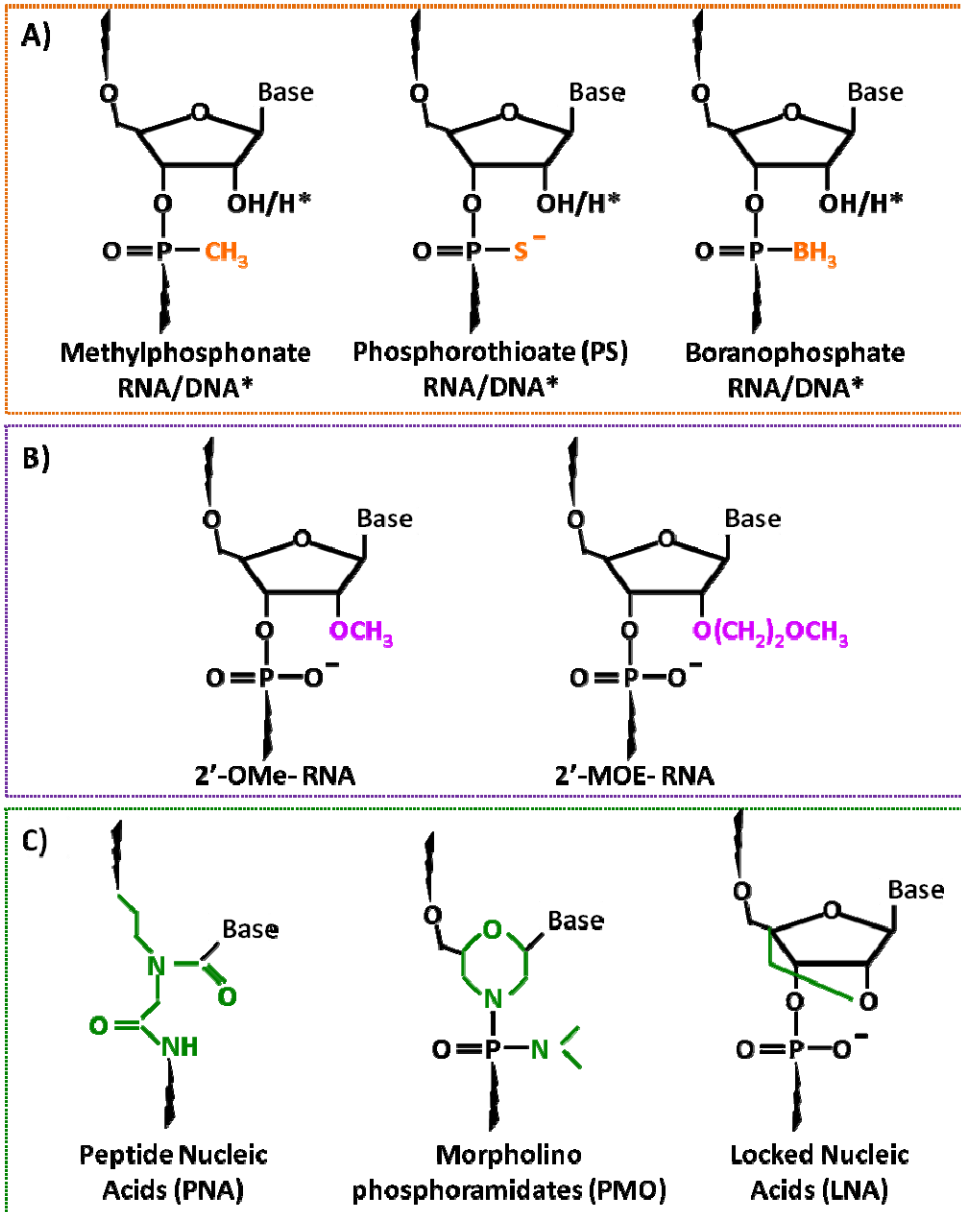 A)
O O Base
O OH/H*
O=P–CH₃
Methylphosphonate
RNA/DNA*
O O Base
O OH/H*
O=P–S⁻
Phosphorothioate (PS)
RNA/DNA*
O O Base
O OH/H*
O=P–BH₃
Boranophosphate
RNA/DNA*
B)
O O Base
O OCH₃
O=P–O⁻
2’-OMe- RNA
O O Base
O O(CH₂)₂OCH₃
O=P–O⁻
2’-MOE- RNA
C)
Base
N
O
O
NH
Peptide Nucleic
Acids (PNA)
O O Base
N
O=P–N
Morpholino
phosphoramidates (PMO)
O O Base
O O
O=P–O⁻
Locked Nucleic
Acids (LNA)